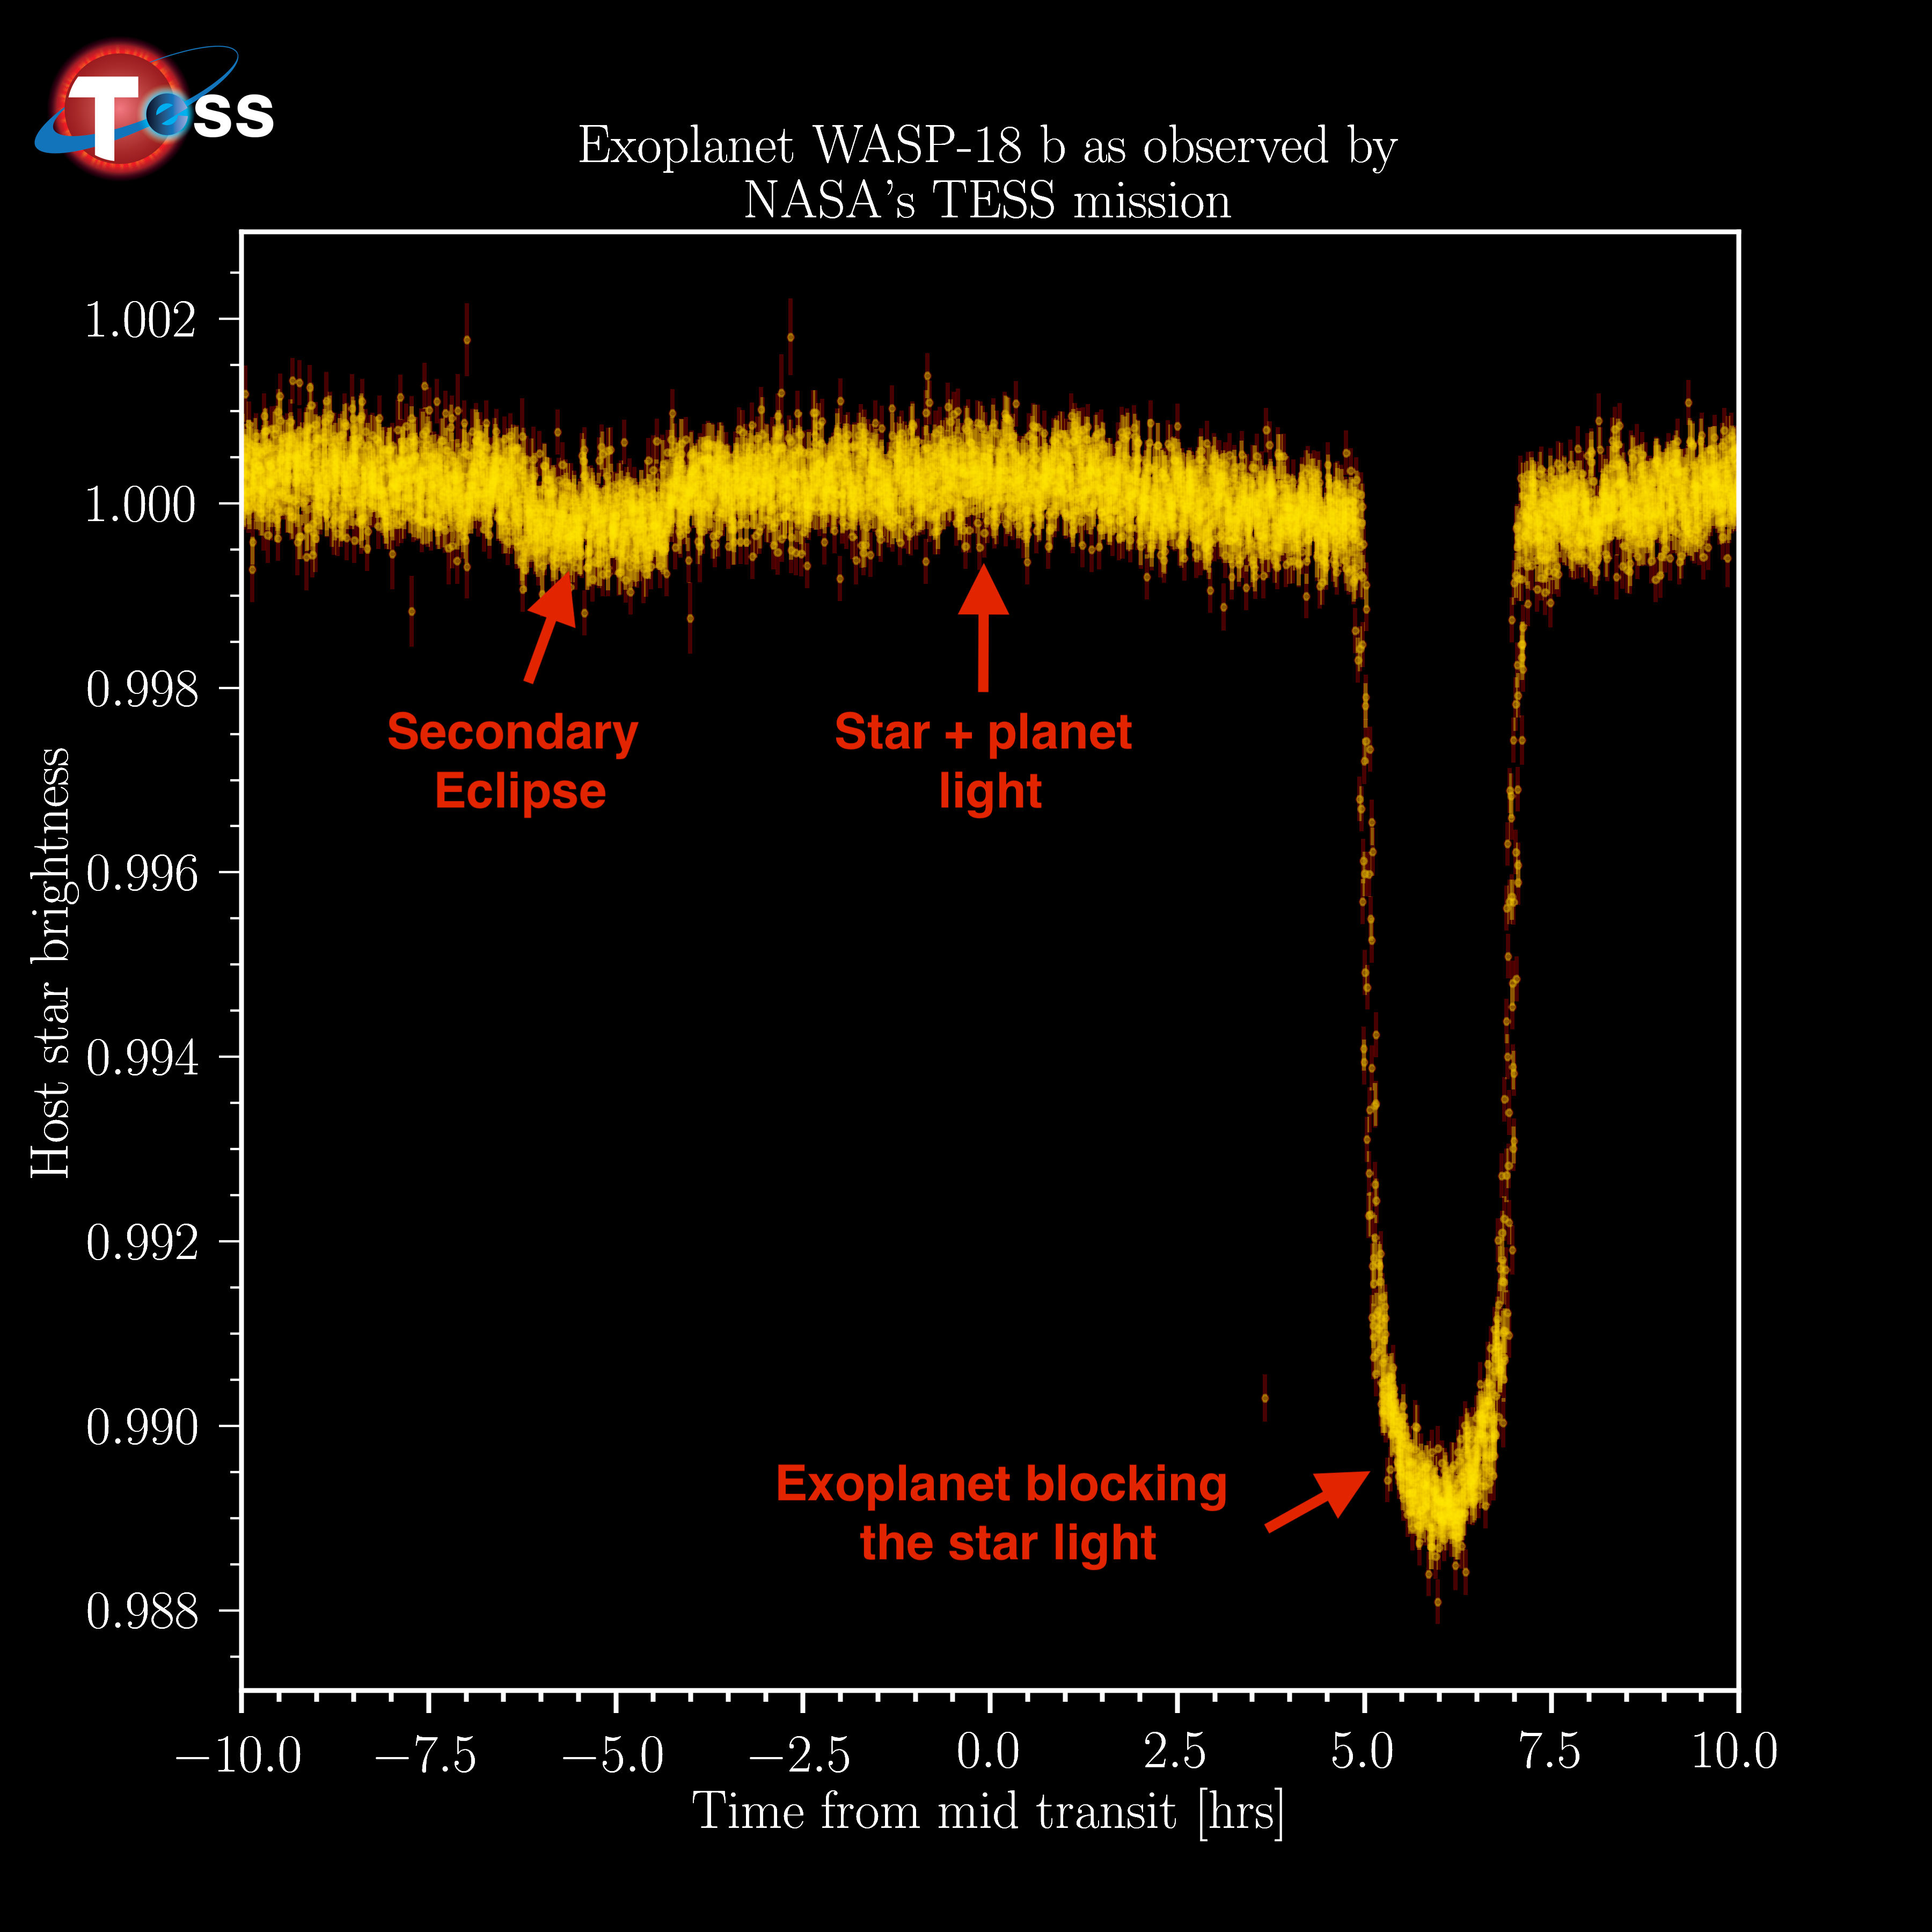 Tess
Exoplanet WASP-18 b as observed by
NASA's TESS mission
1.002
1.000
0.998
0.996
0.994
0.992
0.990
0.988
Host star brightness
Secondary
Eclipse
Star + planet
light
Exoplanet blocking
the star light
−10.0 −7.5 −5.0 −2.5 0.0 2.5 5.0 7.5 10.0
Time from mid transit [hrs]